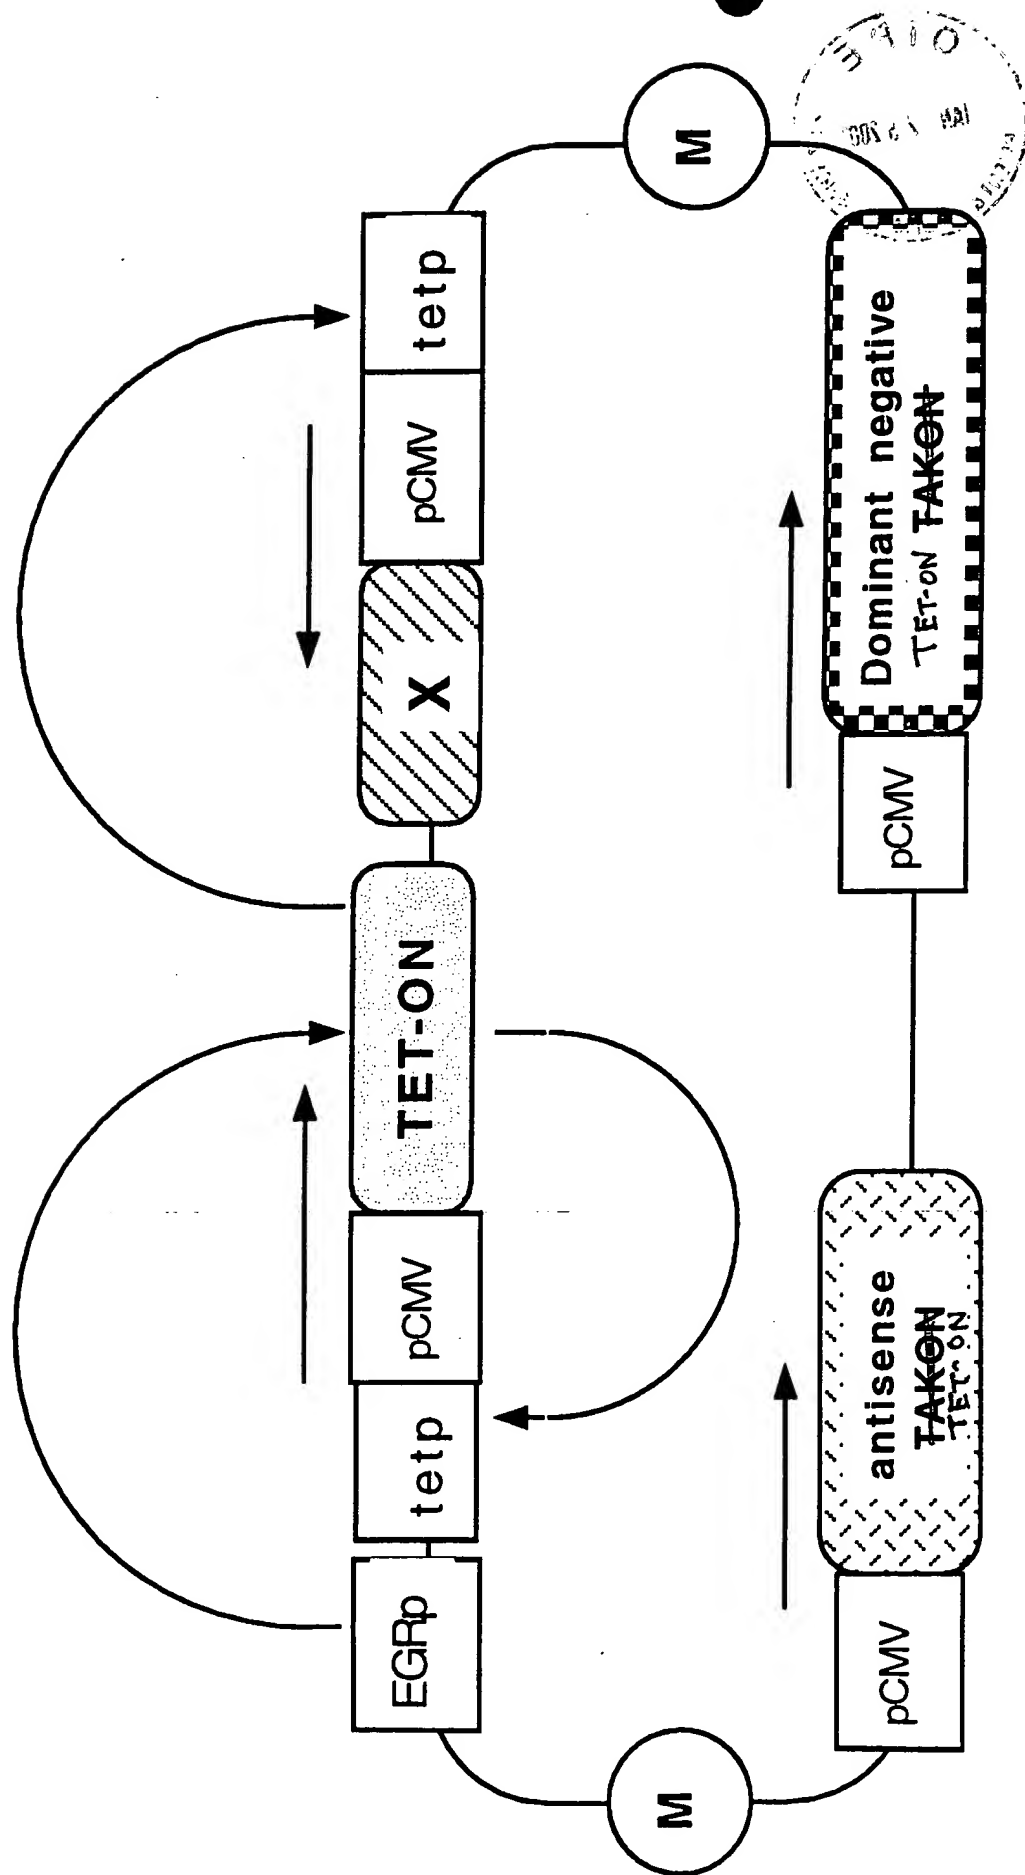 EGRp
tetp
pCMV
TET-ON
X
pCMV
tetp
M
M
pCMV
antisense
TAKON
TET-ON
pCMV
Dominant negative
TET-ON TAKON
O I P E